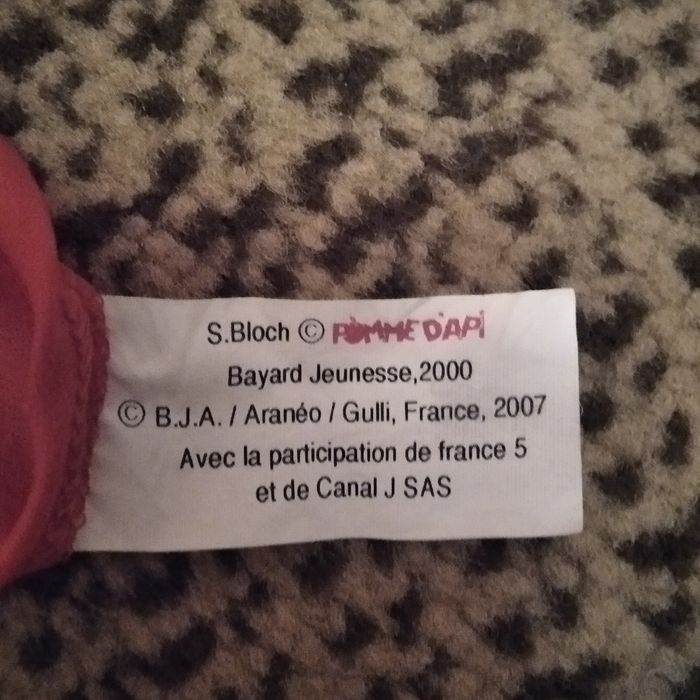 S.Bloch © POMME D'API
Bayard Jeunesse,2000
© B.J.A. / Aranéo / Gulli, France, 2007
Avec la participation de france 5
et de Canal J SAS